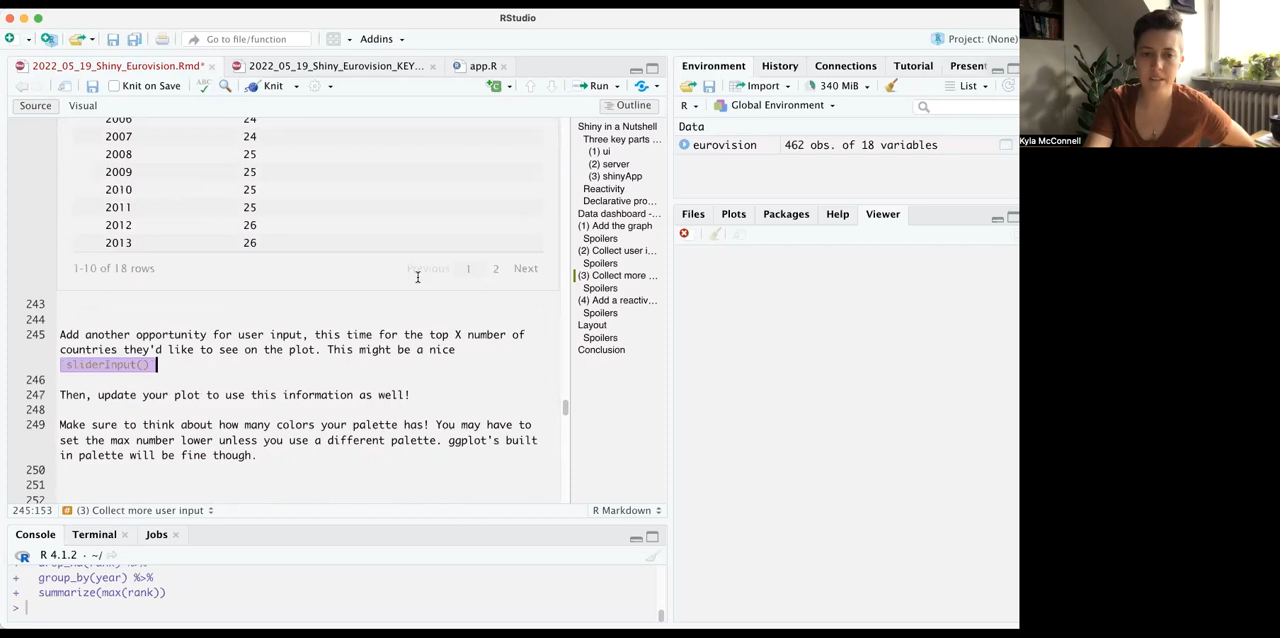 RStudio
Go to file/function
Addins
Project: (None)
2022_05_19_Shiny_Eurovision.Rmd*
2022_05_19_Shiny_Eurovision_KEY...
app.R
Knit on Save
ABC
Knit
Run
Source
Visual
Outline
2006 24
2007 24
2008 25
2009 25
2010 25
2011 25
2012 26
2013 26
1-10 of 18 rows
Previous 1 2 Next
243
244
245 Add another opportunity for user input, this time for the top X number of
countries they'd like to see on the plot. This might be a nice
sliderInput()
246
247 Then, update your plot to use this information as well!
248
249 Make sure to think about how many colors your palette has! You may have to
set the max number lower unless you use a different palette. ggplot's built
in palette will be fine though.
250
251
252
Shiny in a Nutshell
Three key parts ...
(1) ui
(2) server
(3) shinyApp
Reactivity
Declarative pro...
Data dashboard -...
(1) Add the graph
Spoilers
(2) Collect user i...
Spoilers
(3) Collect more ...
Spoilers
(4) Add a reactiv...
Spoilers
Layout
Spoilers
Conclusion
245:153
(3) Collect more user input
R Markdown
Console
Terminal
Jobs
R 4.1.2 · ~/
+ group_by(year) %>%
+ summarize(max(rank))
>
Environment
History
Connections
Tutorial
Present
Import
340 MiB
List
R
Global Environment
Data
eurovision 462 obs. of 18 variables
Files
Plots
Packages
Help
Viewer
Kyla McConnell